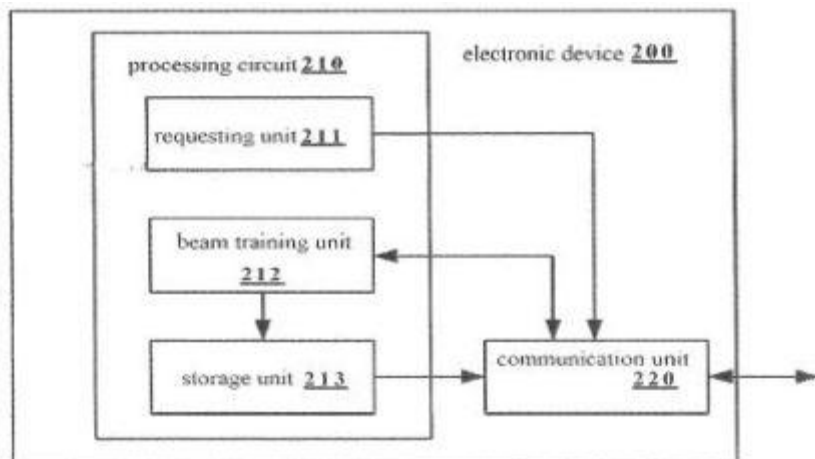 processing circuit 210
electronic device 200
requesting unit 211
beam training unit
212
storage unit 213
communication unit
220